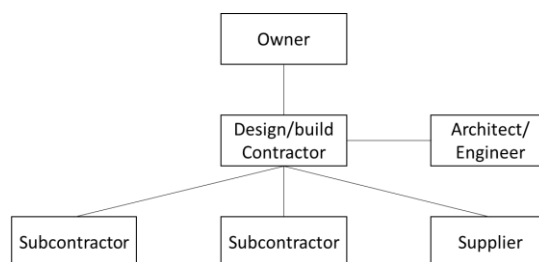 Owner
Design/build
Contractor
Architect/
Engineer
Subcontractor
Subcontractor
Supplier